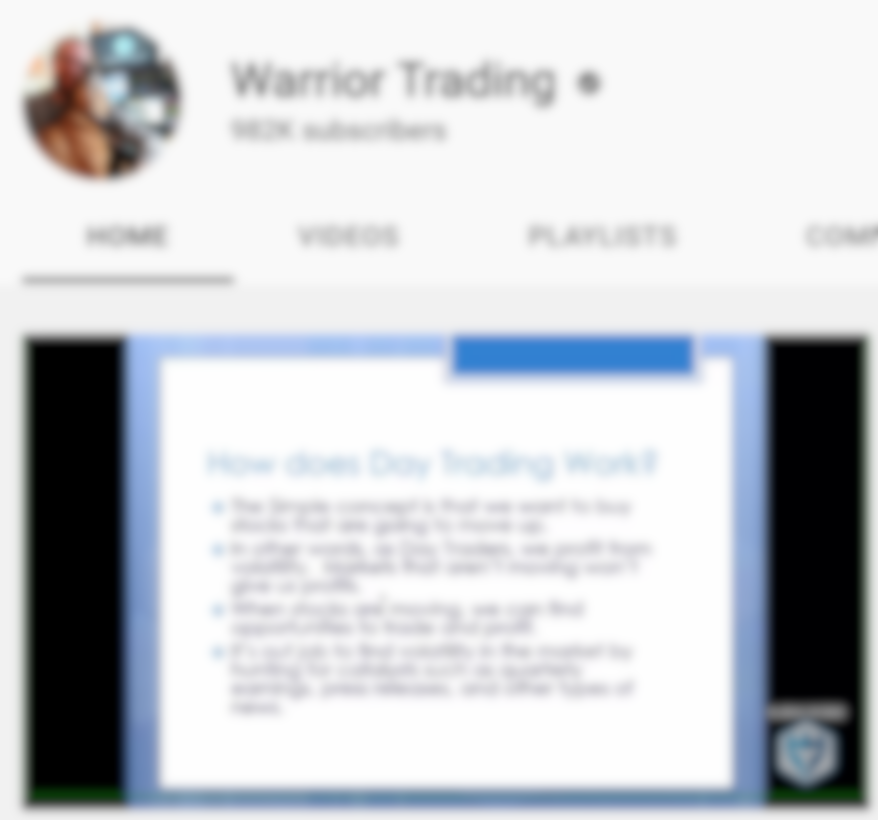 Warrior Trading
982K subscribers
HOME VIDEOS PLAYLISTS COMM
How does Day Trading Work?
The Simple concept is that we want to buy
stocks that are going to move up.
In other words, as Day Traders, we profit from
volatility. Markets that aren't moving won't
give us profits.
When stocks are moving, we can find
opportunities to trade and profit.
It's out job to find volatility in the market by
hunting for catalysts such as quarterly
earnings, press releases, and other types of
news.